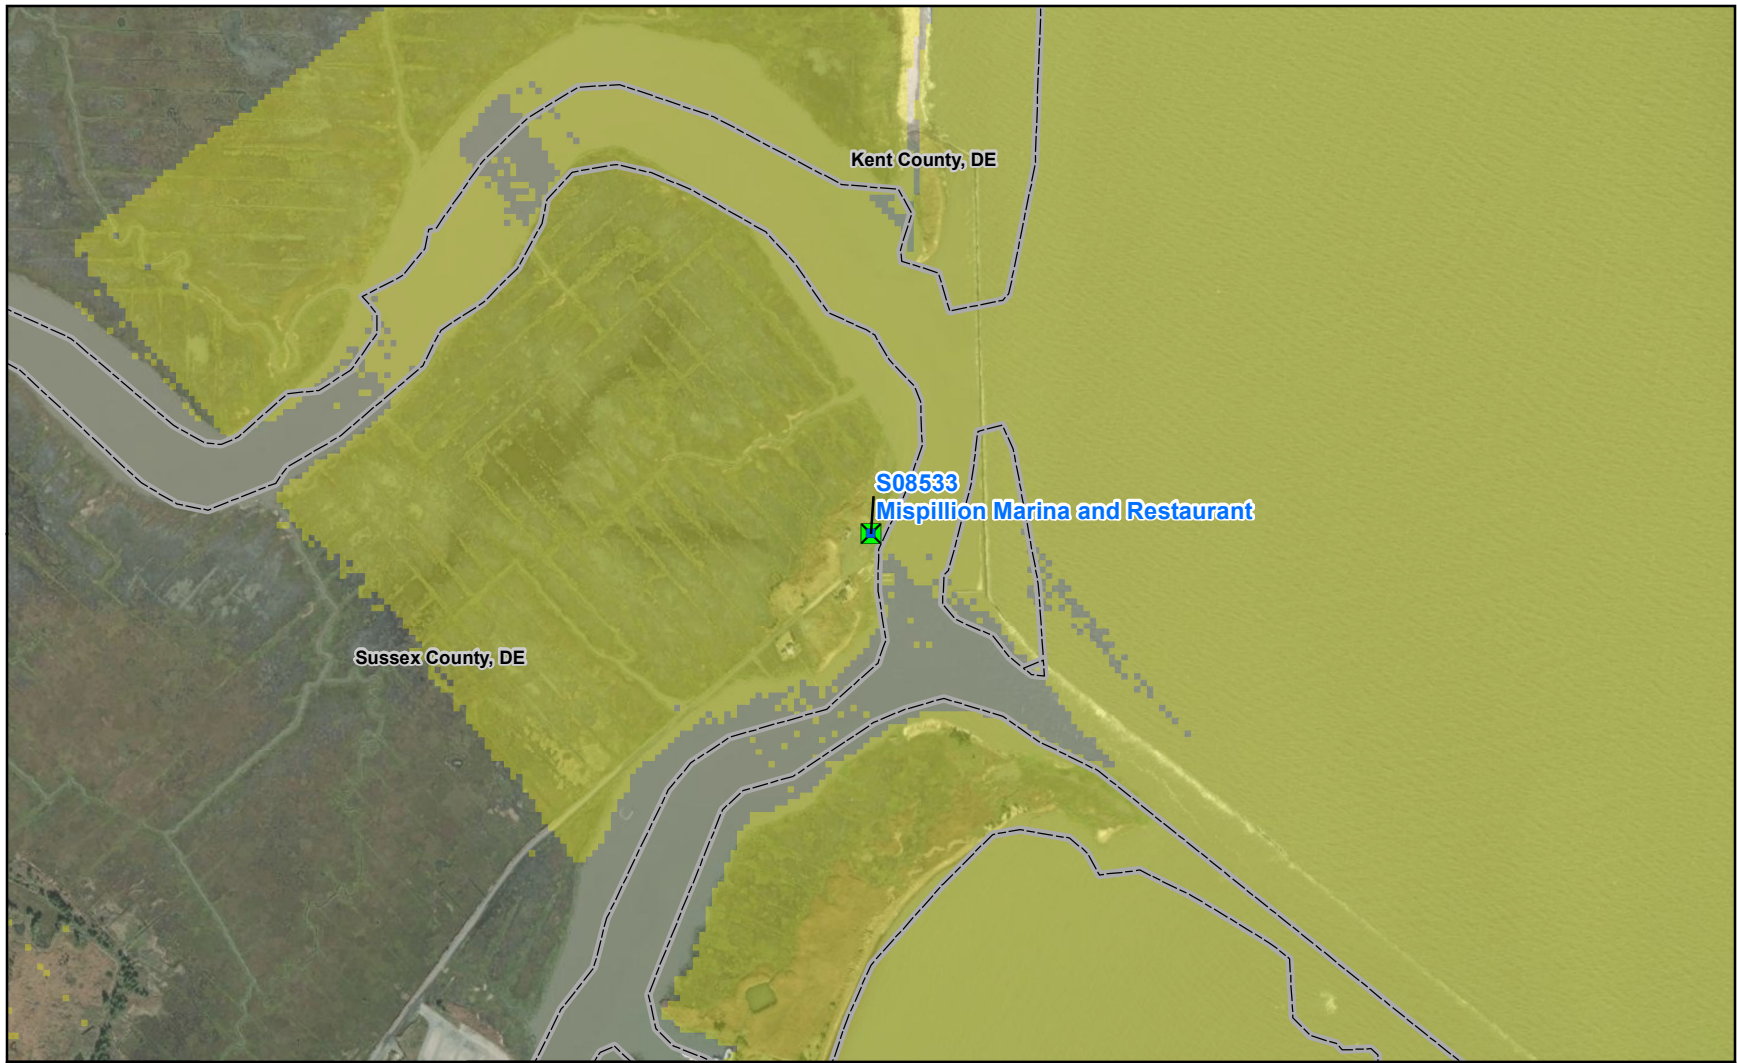 Kent County, DE
S08533
Mispillion Marina and Restaurant
Sussex County, DE